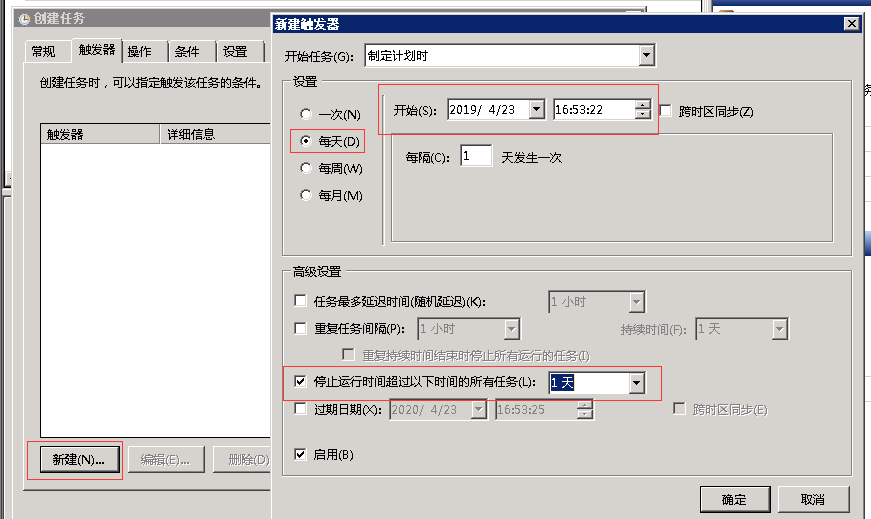 创建任务
常规 触发器 操作 条件 设置
创建任务时，可以指定触发该任务的条件。
触发器 详细信息
新建(N)... 编辑(E)... 删除(D)
新建触发器
开始任务(G): 制定计划时
设置
一次(N)
每天(D)
每周(W)
每月(M)
开始(S): 2019/ 4/23 16:53:22 跨时区同步(Z)
每隔(C): 1 天发生一次
高级设置
任务最多延迟时间(随机延迟)(K): 1 小时
重复任务间隔(P): 1 小时 持续时间(F): 1 天
重复持续时间结束时停止所有运行的任务(I)
停止运行时间超过以下时间的所有任务(L): 1 天
过期日期(X): 2020/ 4/23 16:53:25 跨时区同步(E)
启用(B)
确定 取消